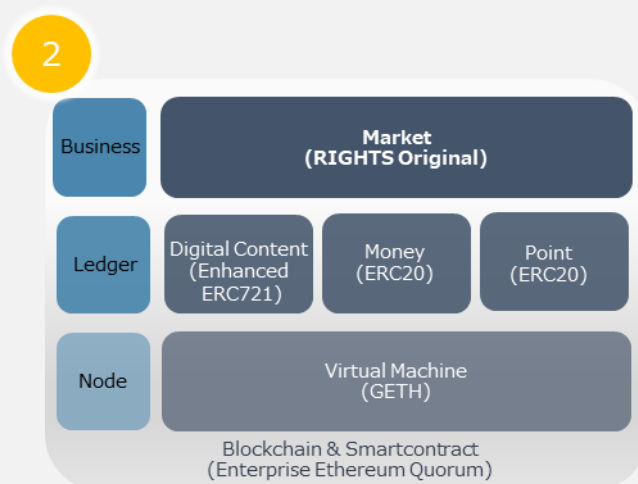 2
Business
Market
(RIGHTS Original)
Ledger
Digital Content
(Enhanced
ERC721)
Money
(ERC20)
Point
(ERC20)
Node
Virtual Machine
(GETH)
Blockchain & Smartcontract
(Enterprise Ethereum Quorum)